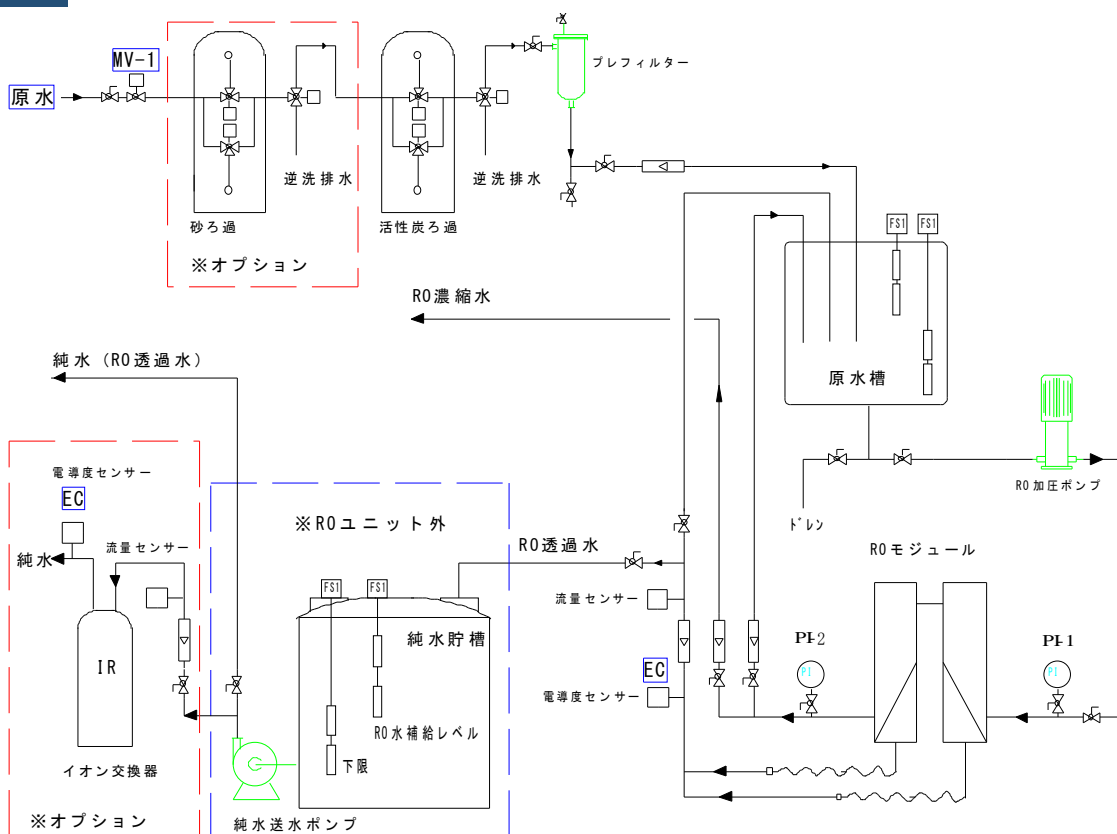 MV-1
原水
プレフィルター
逆洗排水
逆洗排水
砂ろ過
活性炭ろ過
※オプション
FS1
FS1
RO濃縮水
純水（RO透過水）
原水槽
RO加圧ポンプ
ドレン
電導度センサー
EC
※ROユニット外
RO透過水
ROモジュール
純水
流量センサー
FS1
FS1
流量センサー
純水貯槽
PI-2
PI-1
IR
EC
PI
PI
電導度センサー
RO水補給レベル
下限
イオン交換器
※オプション
純水送水ポンプ